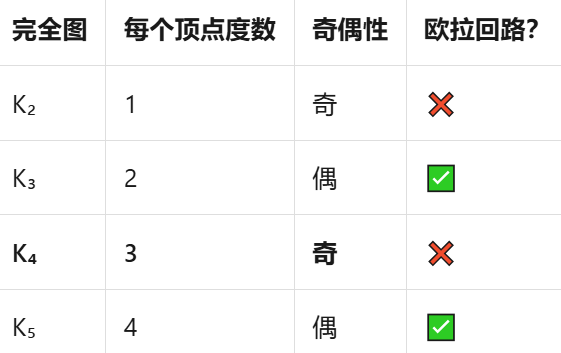 完全图 每个顶点度数 奇偶性 欧拉回路?
K₂ 1 奇 ❌
K₃ 2 偶 ✅
K₄ 3 奇 ❌
K₅ 4 偶 ✅